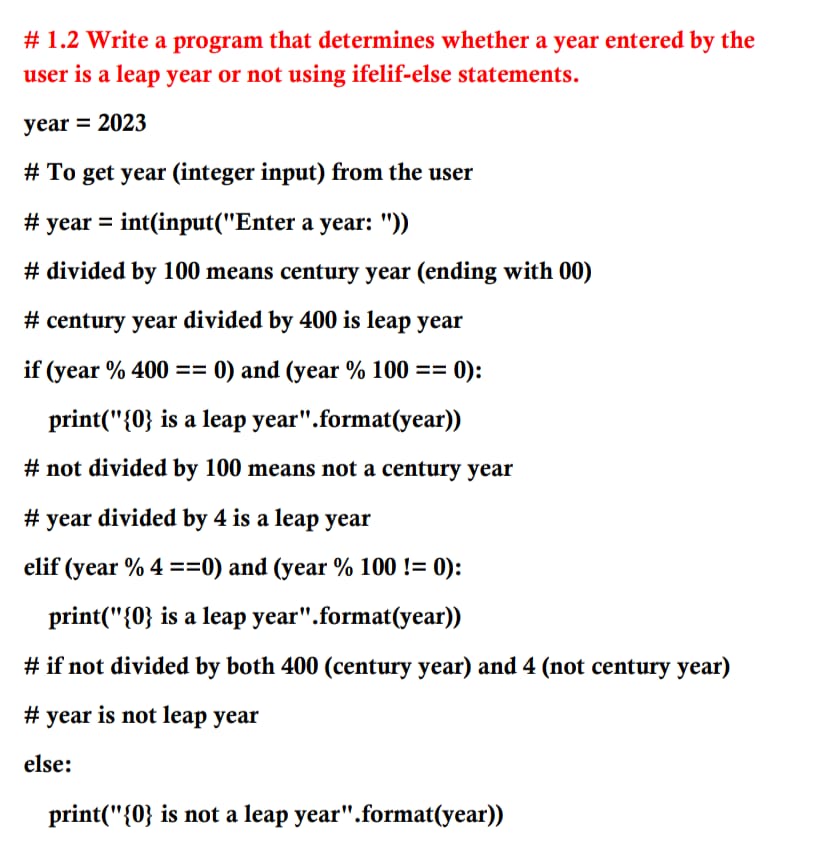 # 1.2 Write a program that determines whether a year entered by the
user is a leap year or not using ifelif-else statements.
year = 2023
# To get year (integer input) from the user
# year = int(input("Enter a year: "))
# divided by 100 means century year (ending with 00)
# century year divided by 400 is leap year
if (year % 400 == 0) and (year % 100 == 0):
    print("{0} is a leap year".format(year))
# not divided by 100 means not a century year
# year divided by 4 is a leap year
elif (year % 4 ==0) and (year % 100 != 0):
    print("{0} is a leap year".format(year))
# if not divided by both 400 (century year) and 4 (not century year)
# year is not leap year
else:
    print("{0} is not a leap year".format(year))